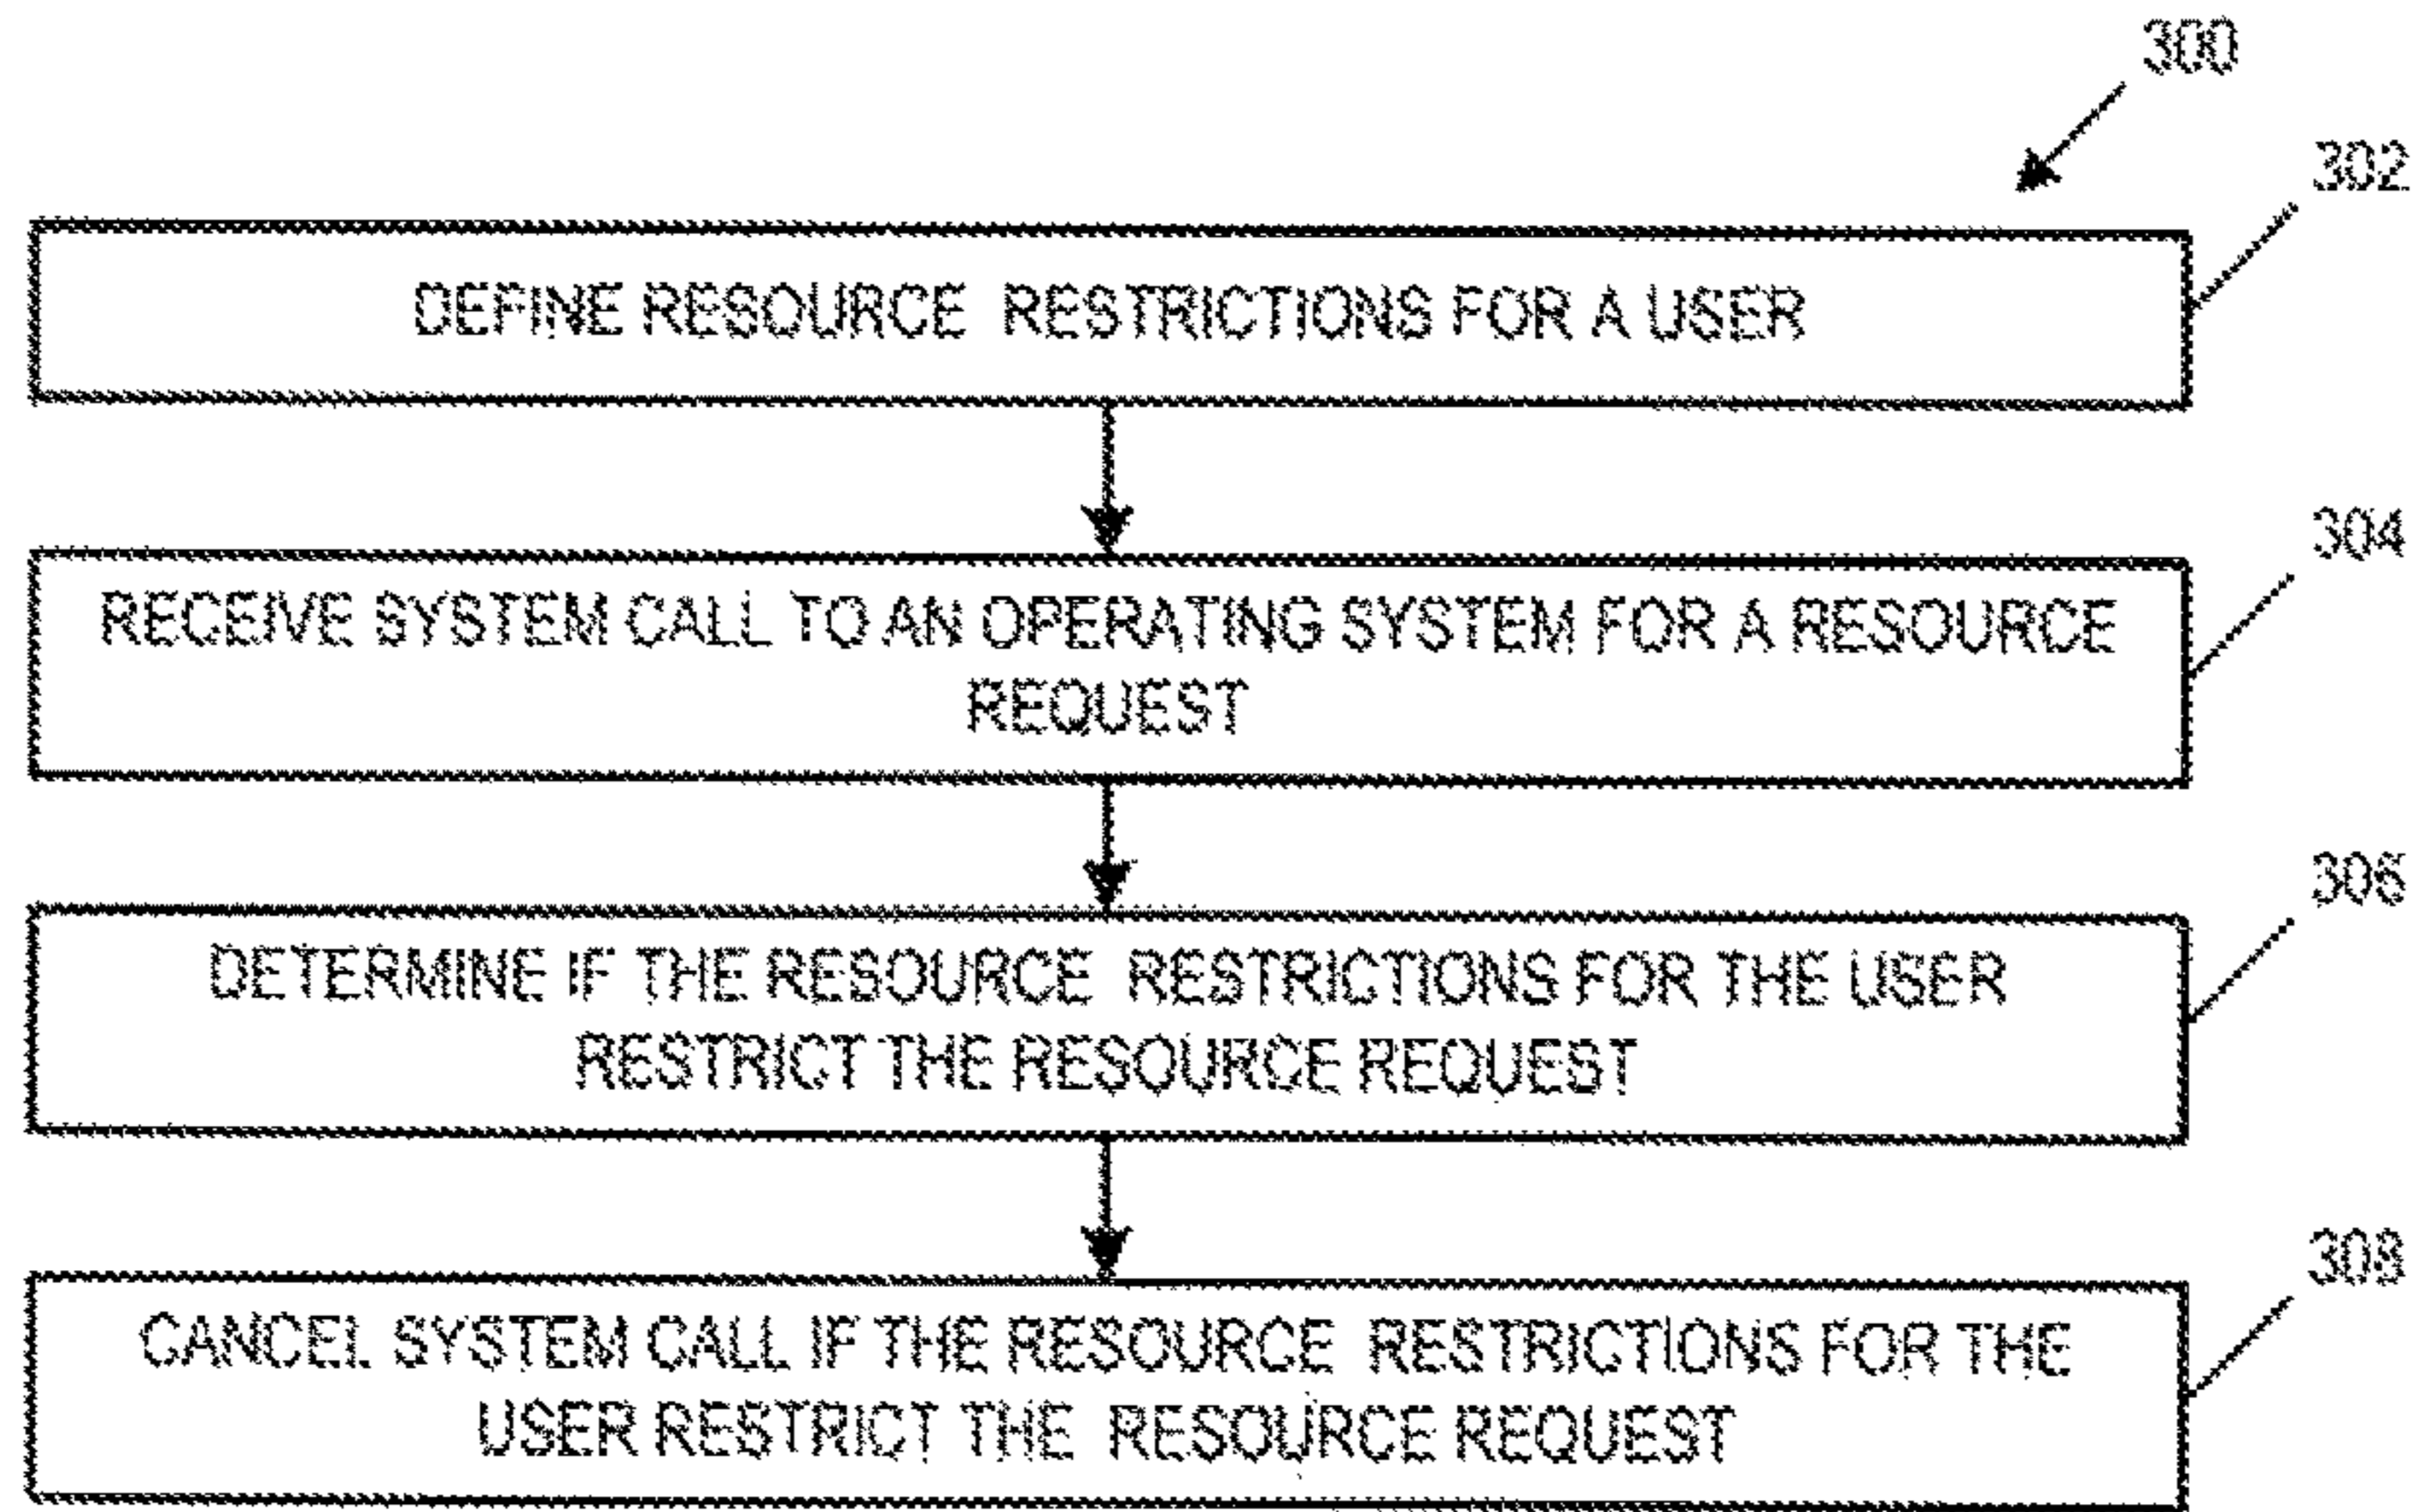 300
302
DEFINE RESOURCE RESTRICTIONS FOR A USER
304
RECEIVE SYSTEM CALL TO AN OPERATING SYSTEM FOR A RESOURCE
REQUEST
306
DETERMINE IF THE RESOURCE RESTRICTIONS FOR THE USER
RESTRICT THE RESOURCE REQUEST
308
CANCEL SYSTEM CALL IF THE RESOURCE RESTRICTIONS FOR THE
USER RESTRICT THE RESOURCE REQUEST